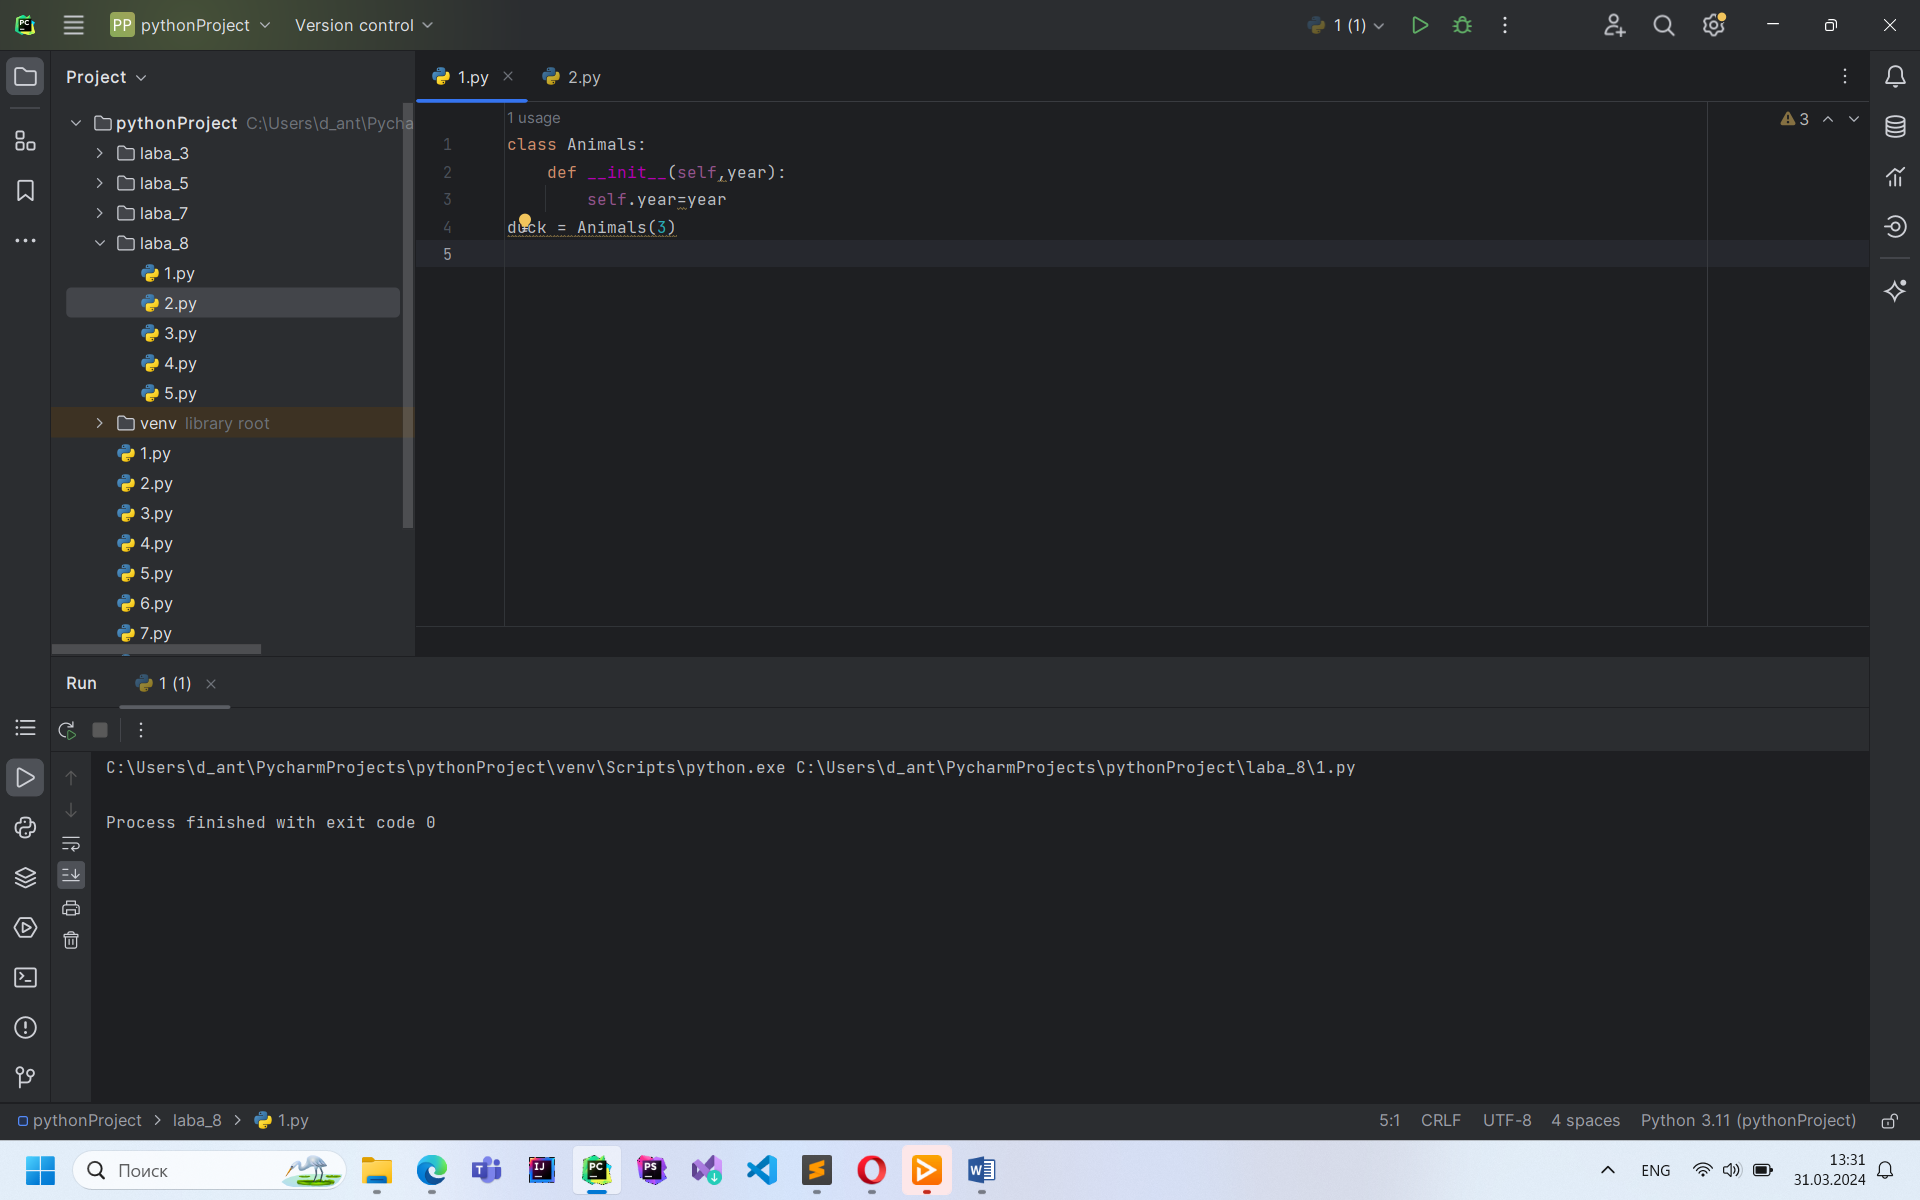 PP pythonProject Version control 1 (1)
Project
1.py 2.py
pythonProject C:\Users\d_ant\Pycha
laba_3
laba_5
laba_7
laba_8
1.py
2.py
3.py
4.py
5.py
venv library root
1.py
2.py
3.py
4.py
5.py
6.py
7.py
1 usage
3
1 class Animals:
2 def __init__(self,year):
3 self.year=year
4 duck = Animals(3)
5
Run 1 (1)
C:\Users\d_ant\PycharmProjects\pythonProject\venv\Scripts\python.exe C:\Users\d_ant\PycharmProjects\pythonProject\laba_8\1.py
Process finished with exit code 0
pythonProject laba_8 1.py
5:1 CRLF UTF-8 4 spaces Python 3.11 (pythonProject)
Поиск
ENG
13:31
31.03.2024